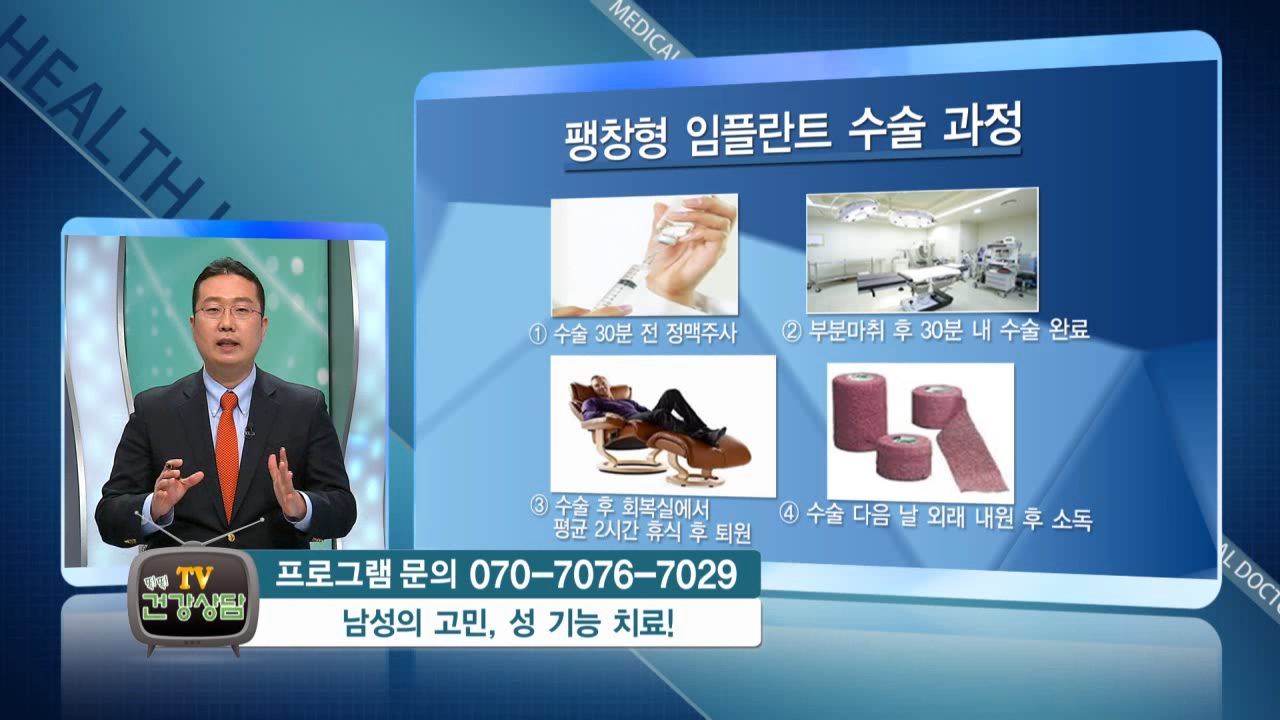 HEALTH
MEDICAL
팽창형 임플란트 수술 과정
① 수술 30분 전 정맥주사
② 부분마취 후 30분 내 수술 완료
③ 수술 후 회복실에서
평균 2시간 휴식 후 퇴원
④ 수술 다음 날 외래 내원 후 소독
AL DOCT
TV
건강상담
프로그램 문의 070-7076-7029
남성의 고민, 성 기능 치료!